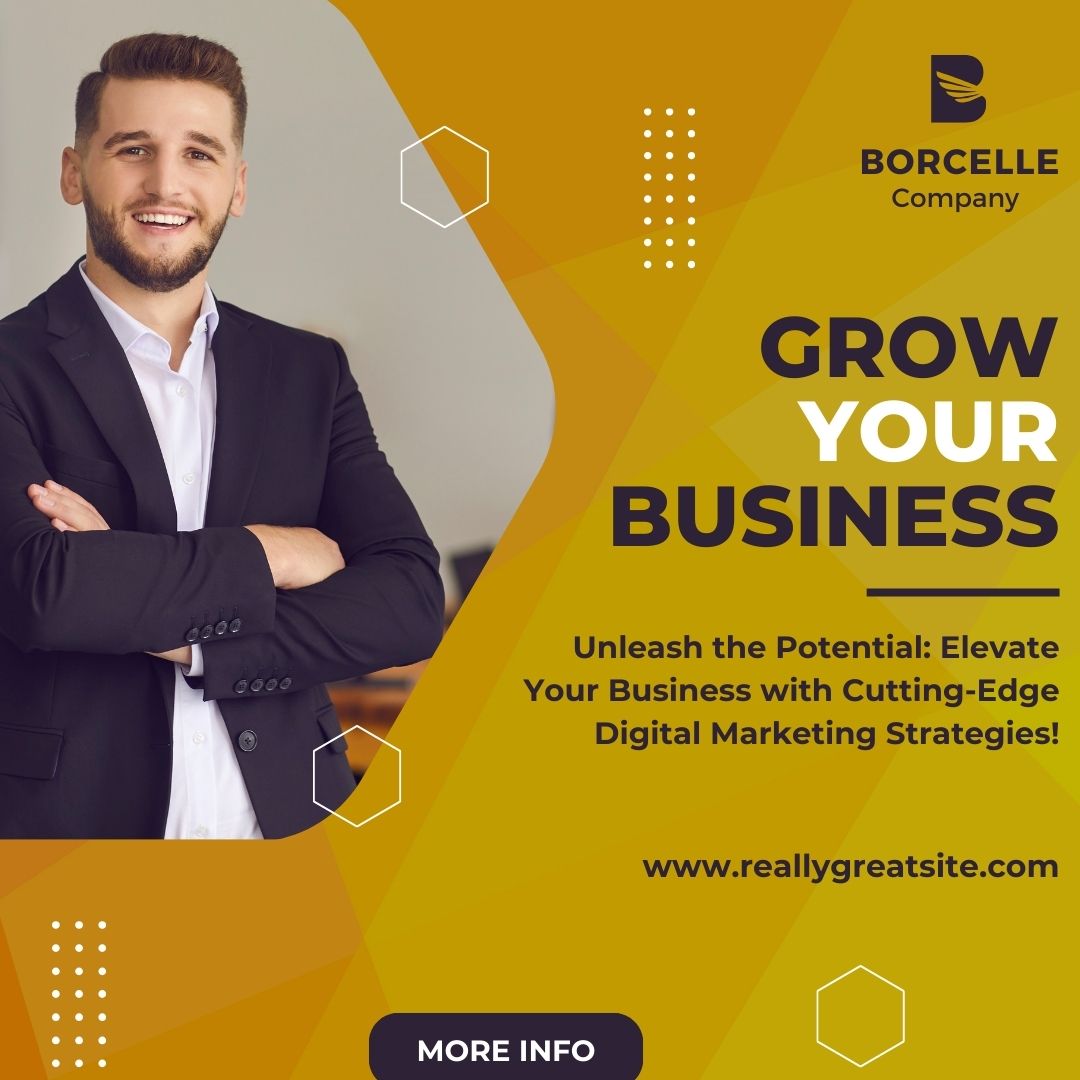 BORCELLE
Company
GROW
YOUR
BUSINESS
Unleash the Potential: Elevate
Your Business with Cutting-Edge
Digital Marketing Strategies!
www.reallygreatsite.com
MORE INFO